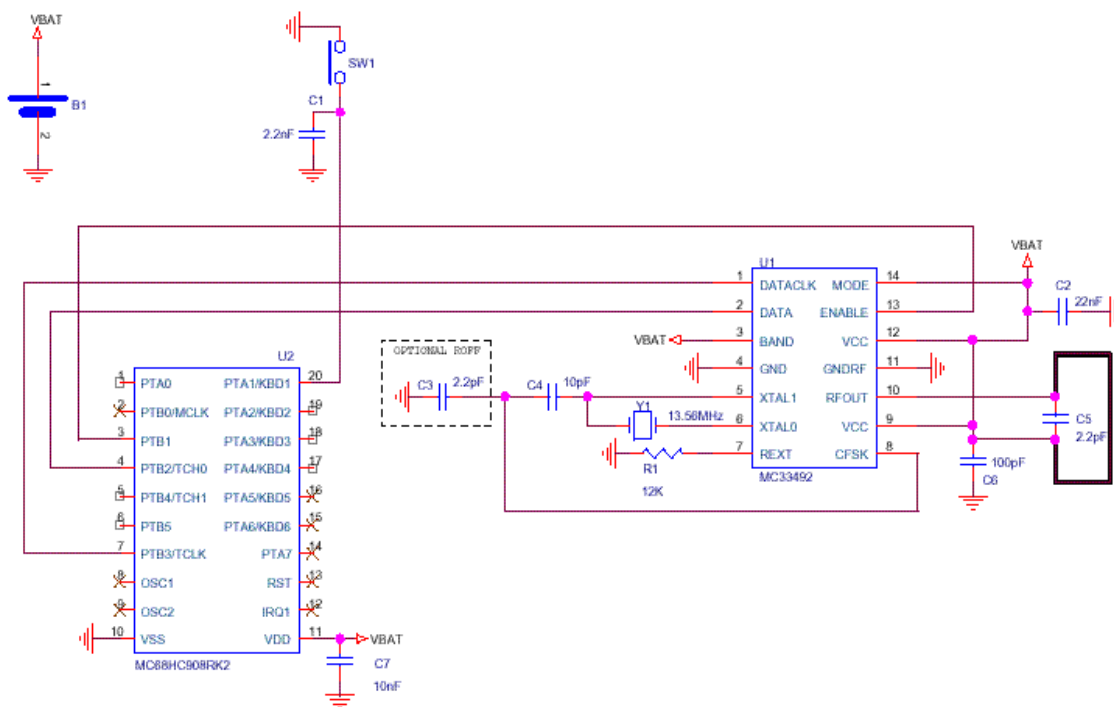 VBAT
1
B1
2
SW1
C1
2.2nF
VBAT
C2
22nF
U1
1 DATACLK MODE 14
2 DATA ENABLE 13
VBAT 3 BAND VCC 12
4 GND GNDRF 11
5 XTAL1 RFOUT 10
6 XTAL0 VCC 9
7 REXT CFSK 8
MC33492
OPTIONAL ROFF
C3 2.2pF
C4 10pF
Y1 13.56MHz
R1
12K
C5
2.2pF
100pF
C6
U2
1 PTA0 PTA1/KBD1 20
2 PTB0/MCLK PTA2/KBD2 19
3 PTB1 PTA3/KBD3 18
4 PTB2/TCH0 PTA4/KBD4 17
5 PTB4/TCH1 PTA5/KBD5 16
6 PTB5 PTA6/KBD6 15
7 PTB3/TCLK PTA7 14
8 OSC1 RST 13
9 OSC2 IRQ1 12
10 VSS VDD 11
VBAT
MC68HC908RK2
C7
10nF